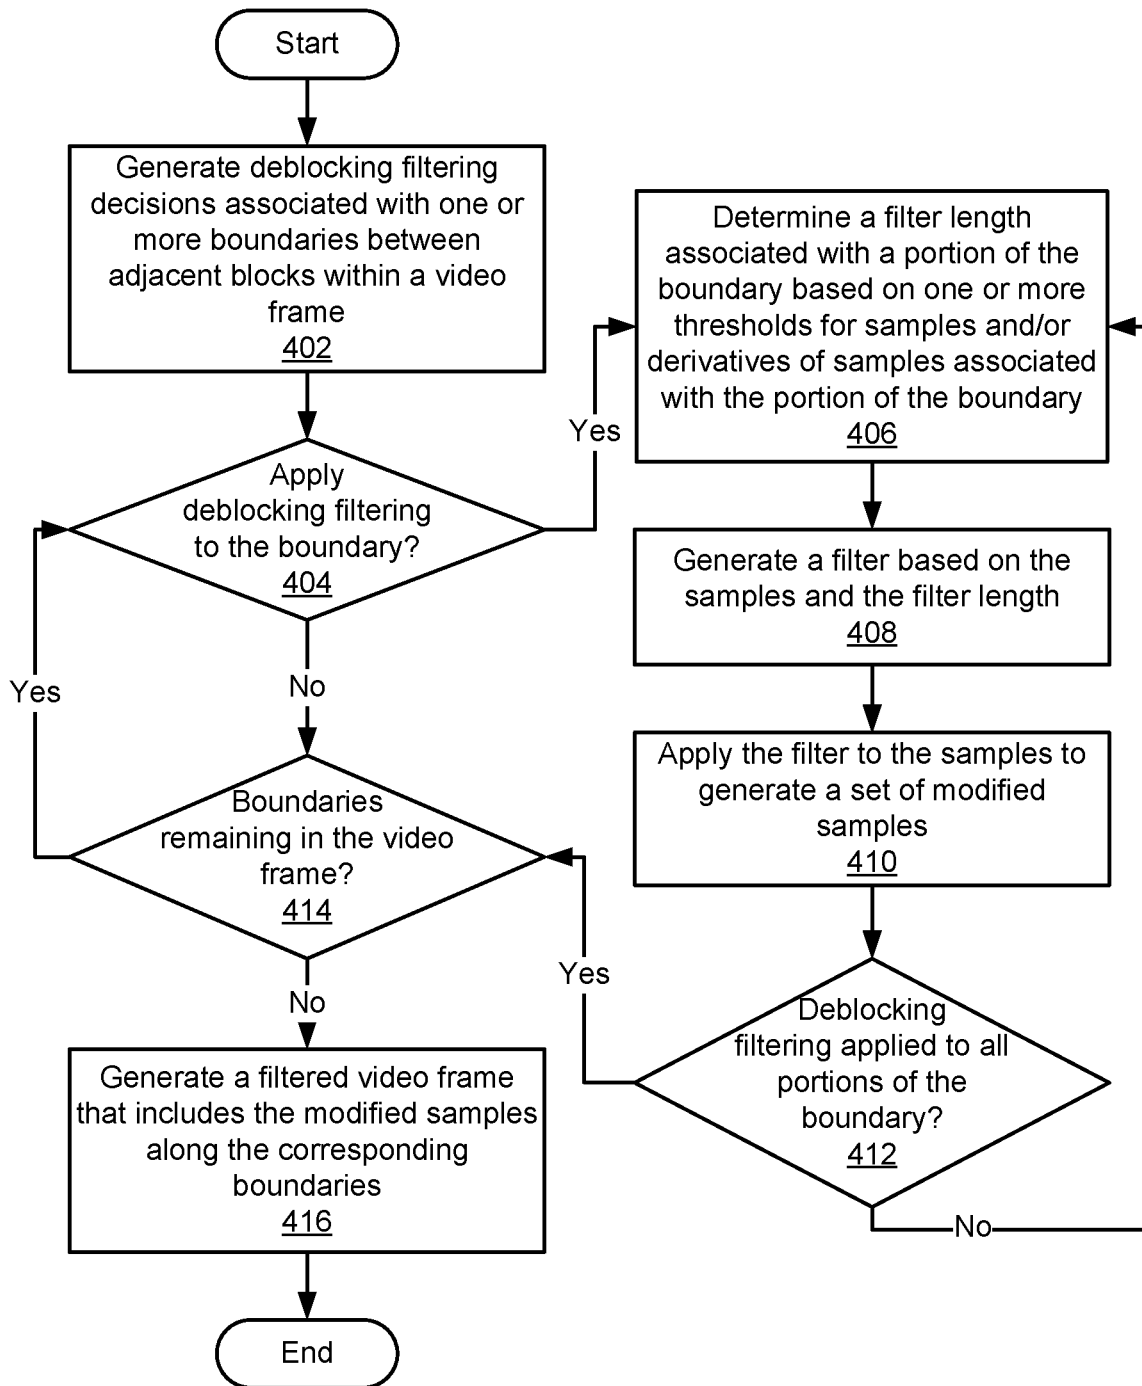 Start
Generate deblocking filtering
decisions associated with one or
more boundaries between
adjacent blocks within a video
frame
402
Apply
deblocking filtering
to the boundary?
404
Yes
No
Determine a filter length
associated with a portion of the
boundary based on one or more
thresholds for samples and/or
derivatives of samples associated
with the portion of the boundary
406
Generate a filter based on the
samples and the filter length
408
Apply the filter to the samples to
generate a set of modified
samples
410
Deblocking
filtering applied to all
portions of the
boundary?
412
No
Yes
Boundaries
remaining in the video
frame?
414
Yes
No
Generate a filtered video frame
that includes the modified samples
along the corresponding
boundaries
416
End